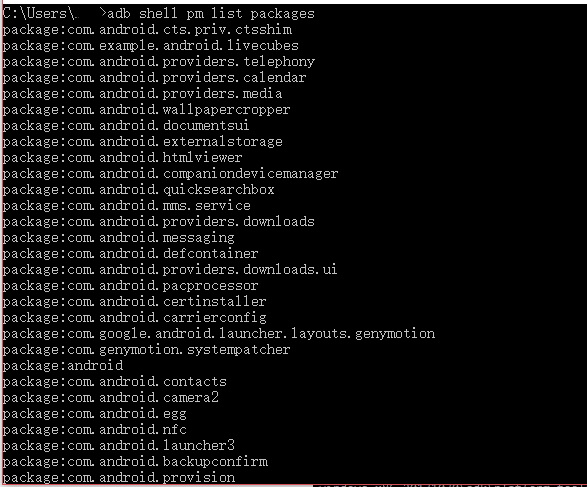 C:\Users\ >adb shell pm list packages
package:com.android.cts.priv.ctsshim
package:com.example.android.livecubes
package:com.android.providers.telephony
package:com.android.providers.calendar
package:com.android.providers.media
package:com.android.wallpapercropper
package:com.android.documentsui
package:com.android.externalstorage
package:com.android.htmlviewer
package:com.android.companiondevicemanager
package:com.android.quicksearchbox
package:com.android.mms.service
package:com.android.providers.downloads
package:com.android.messaging
package:com.android.defcontainer
package:com.android.providers.downloads.ui
package:com.android.pacprocessor
package:com.android.certinstaller
package:com.android.carrierconfig
package:com.google.android.launcher.layouts.genymotion
package:com.genymotion.systempatcher
package:android
package:com.android.contacts
package:com.android.camera2
package:com.android.egg
package:com.android.nfc
package:com.android.launcher3
package:com.android.backupconfirm
package:com.android.provision